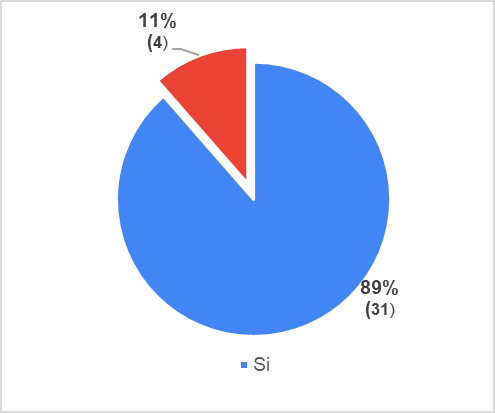 11%
(4)
89%
(31)
Si